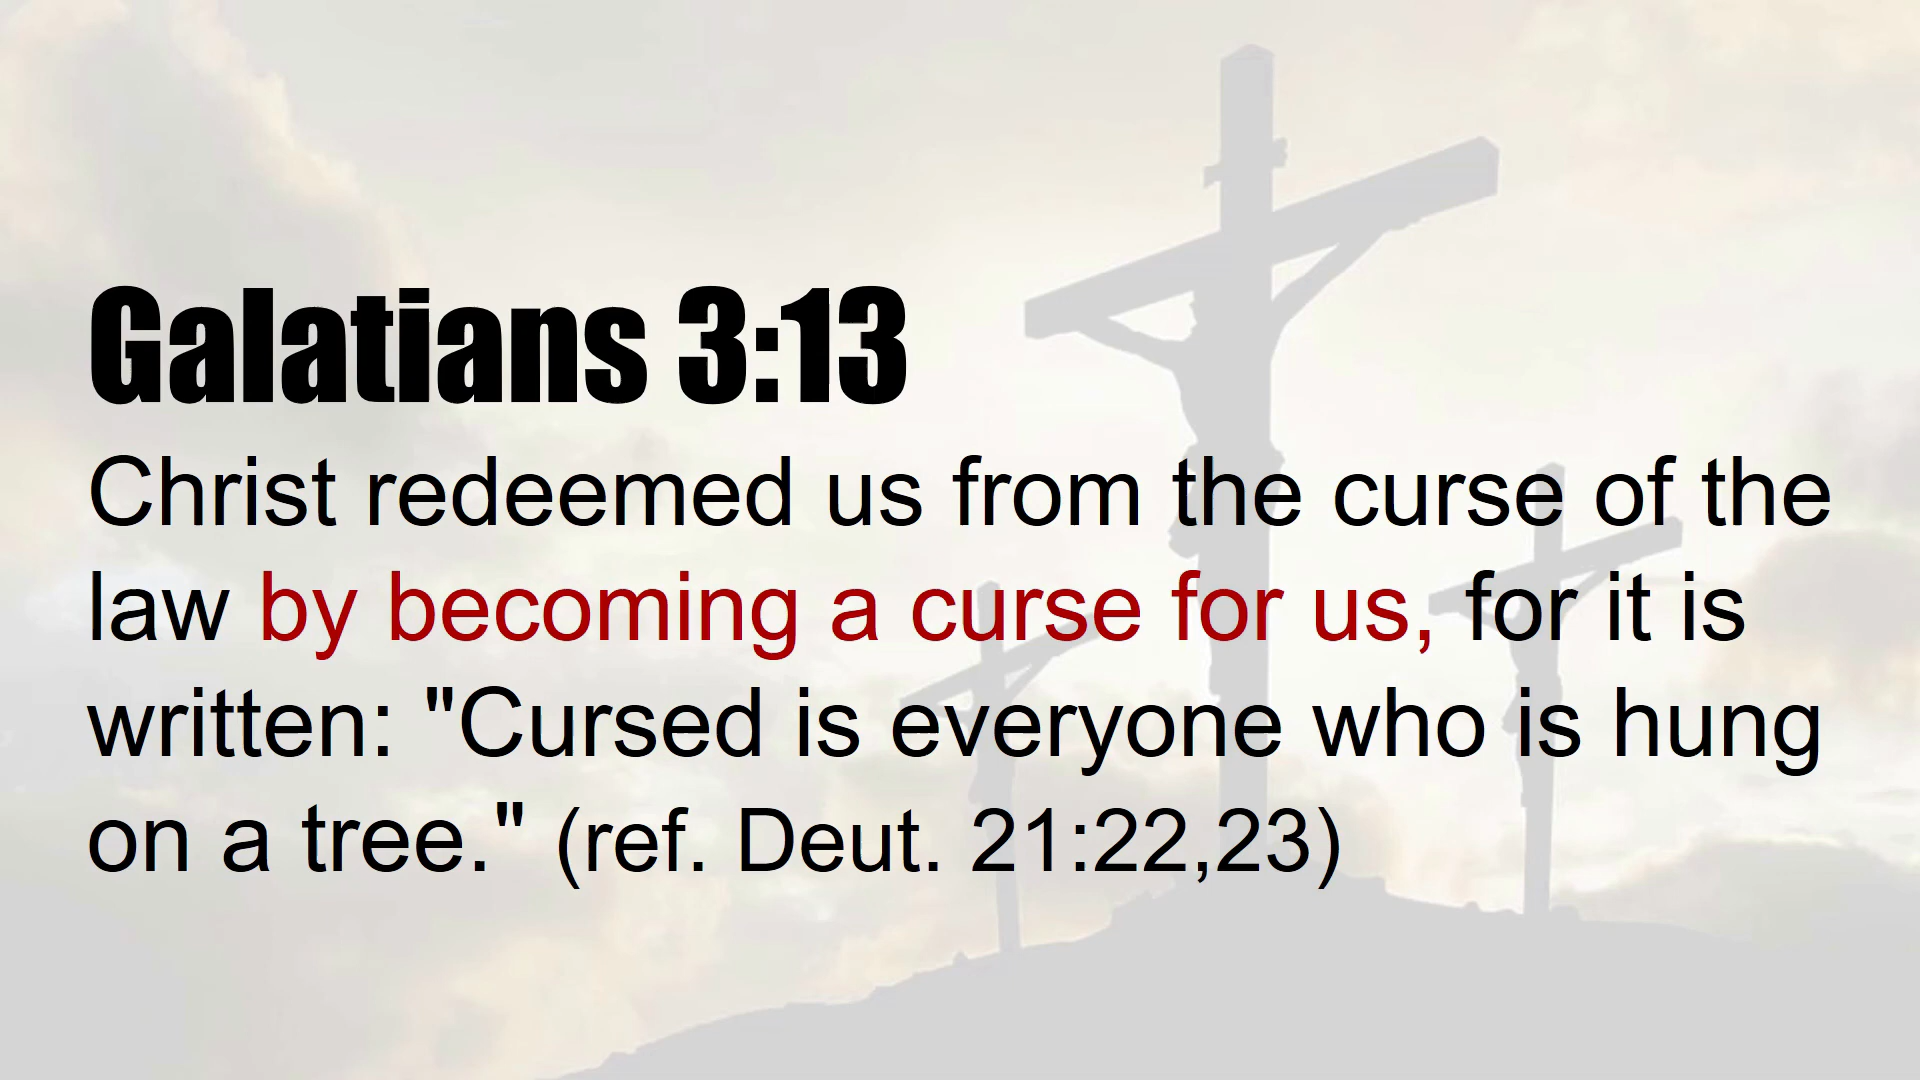 Galatians 3:13
Christ redeemed us from the curse of the
law by becoming a curse for us, for it is
written: "Cursed is everyone who is hung
on a tree." (ref. Deut. 21:22,23)